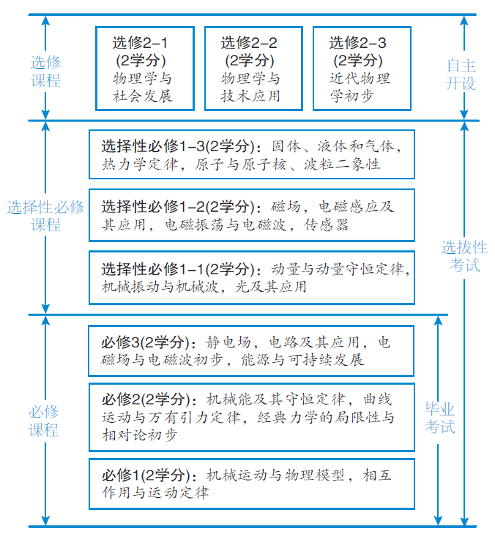 选修
课程
选修2-1
(2学分)
物理学与
社会发展
选修2-2
(2学分)
物理学与
技术应用
选修2-3
(2学分)
近代物理
学初步
自主
开设
选择性必修
课程
选择性必修1-3(2学分)：固体、液体和气体，
热力学定律，原子与原子核、波粒二象性
选择性必修1-2(2学分)：磁场，电磁感应及
其应用，电磁振荡与电磁波，传感器
选择性必修1-1(2学分)：动量与动量守恒定律，
机械振动与机械波，光及其应用
选拔性
考试
必修
课程
必修3(2学分)：静电场，电路及其应用，电
磁场与电磁波初步，能源与可持续发展
必修2(2学分)：机械能及其守恒定律，曲线
运动与万有引力定律，经典力学的局限性与
相对论初步
必修1(2学分)：机械运动与物理模型，相互
作用与运动定律
毕业
考试